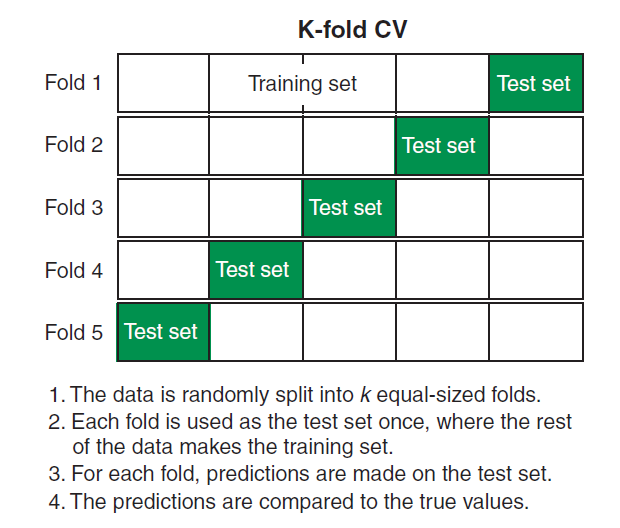 K-fold CV
Fold 1 Training set Test set
Fold 2 Test set
Fold 3 Test set
Fold 4 Test set
Fold 5 Test set
1. The data is randomly split into k equal-sized folds.
2. Each fold is used as the test set once, where the rest
of the data makes the training set.
3. For each fold, predictions are made on the test set.
4. The predictions are compared to the true values.